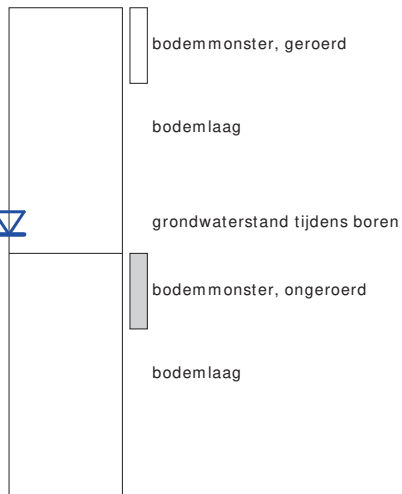 bodemmonster, geroerd
bodemlaag
grondwaterstand tijdens boren
bodemmonster, ongeroerd
bodemlaag